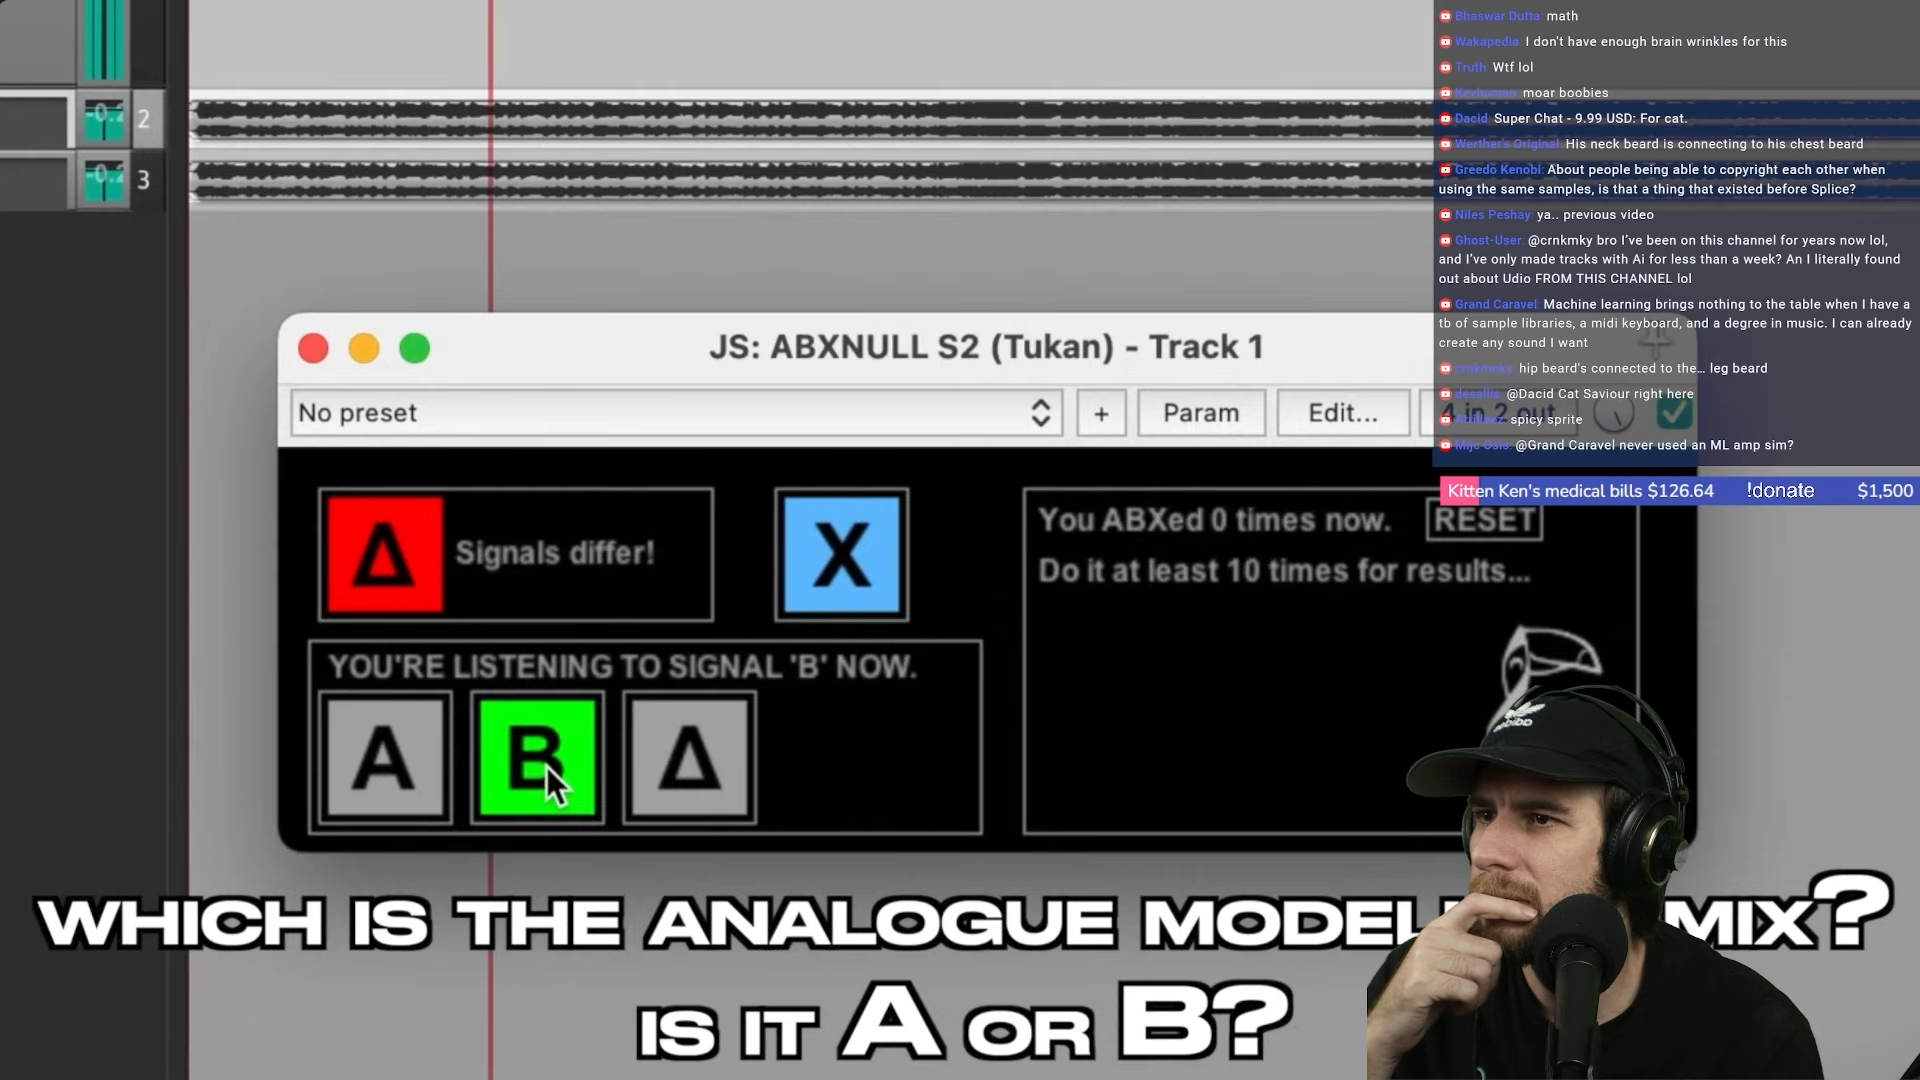 2
3
JS: ABXNULL S2 (Tukan) - Track 1
No preset
+
Param
Edit...
4 in 2 out
Δ
Signals differ!
X
You ABXed 0 times now.
RESET
Do it at least 10 times for results...
YOU'RE LISTENING TO SIGNAL 'B' NOW.
A
B
Δ
WHICH IS THE ANALOGUE MODEL MIX?
IS IT A OR B?
Bhaswar Dutta: math
Wakapedia: I don't have enough brain wrinkles for this
Truth: Wtf lol
moar boobies
Dacid: Super Chat - 9.99 USD: For cat.
Werther's Original: His neck beard is connecting to his chest beard
Greedo Kenobi: About people being able to copyright each other when
using the same samples, is that a thing that existed before Splice?
Niles Peshay: ya.. previous video
Ghost-User: @crnkmky bro I've been on this channel for years now lol,
and I've only made tracks with Ai for less than a week? An I literally found
out about Udio FROM THIS CHANNEL lol
Grand Caravel: Machine learning brings nothing to the table when I have a
tb of sample libraries, a midi keyboard, and a degree in music. I can already
create any sound I want
crnkmky: hip beard's connected to the… leg beard
@Dacid Cat Saviour right here
spicy sprite
Mijc Osis: @Grand Caravel never used an ML amp sim?
Kitten Ken's medical bills $126.64 !donate $1,500